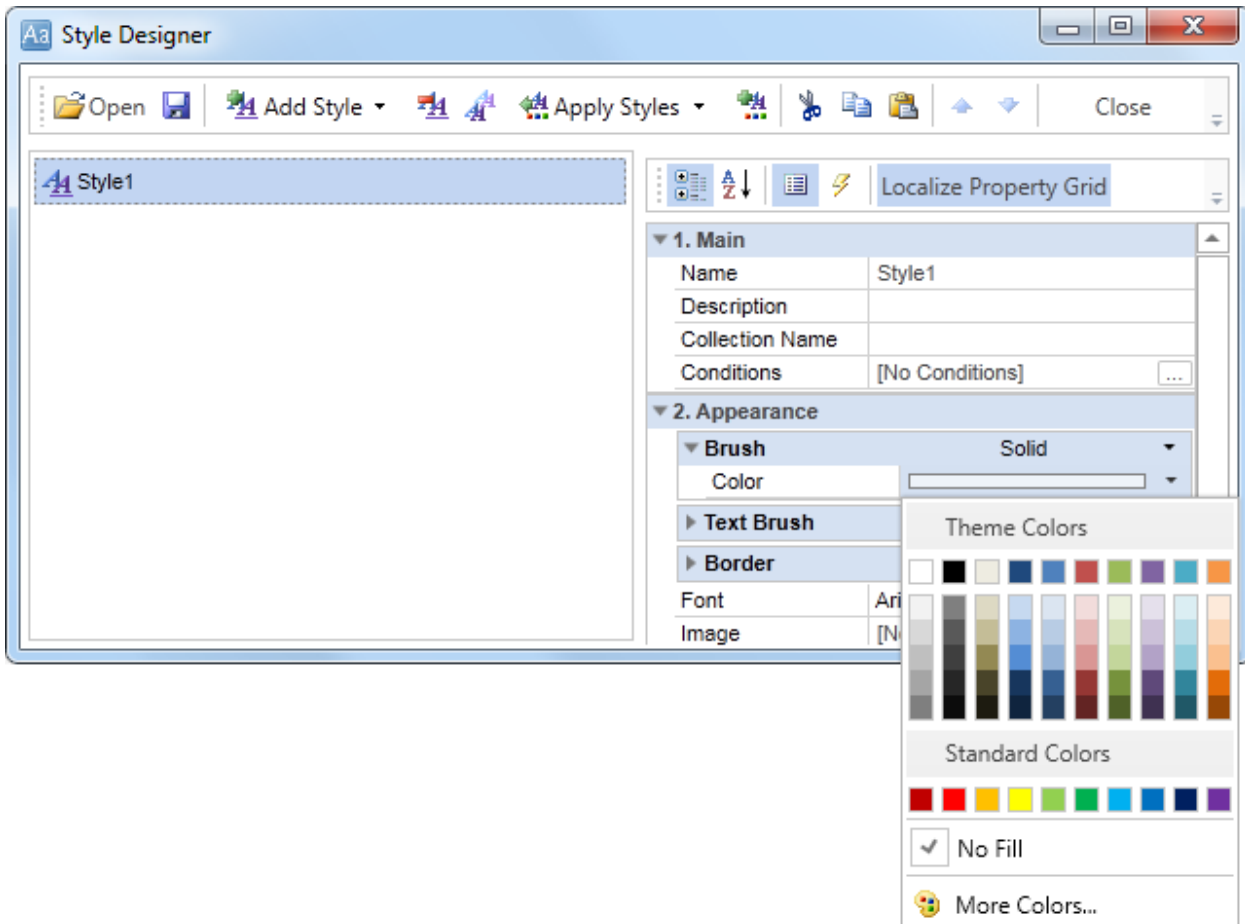 Aa Style Designer
Open Add Style Apply Styles Close
Style1
Localize Property Grid
1. Main
Name Style1
Description
Collection Name
Conditions [No Conditions] ...
2. Appearance
Brush Solid
Color
Text Brush
Border
Font
Image
Theme Colors
Standard Colors
No Fill
More Colors...